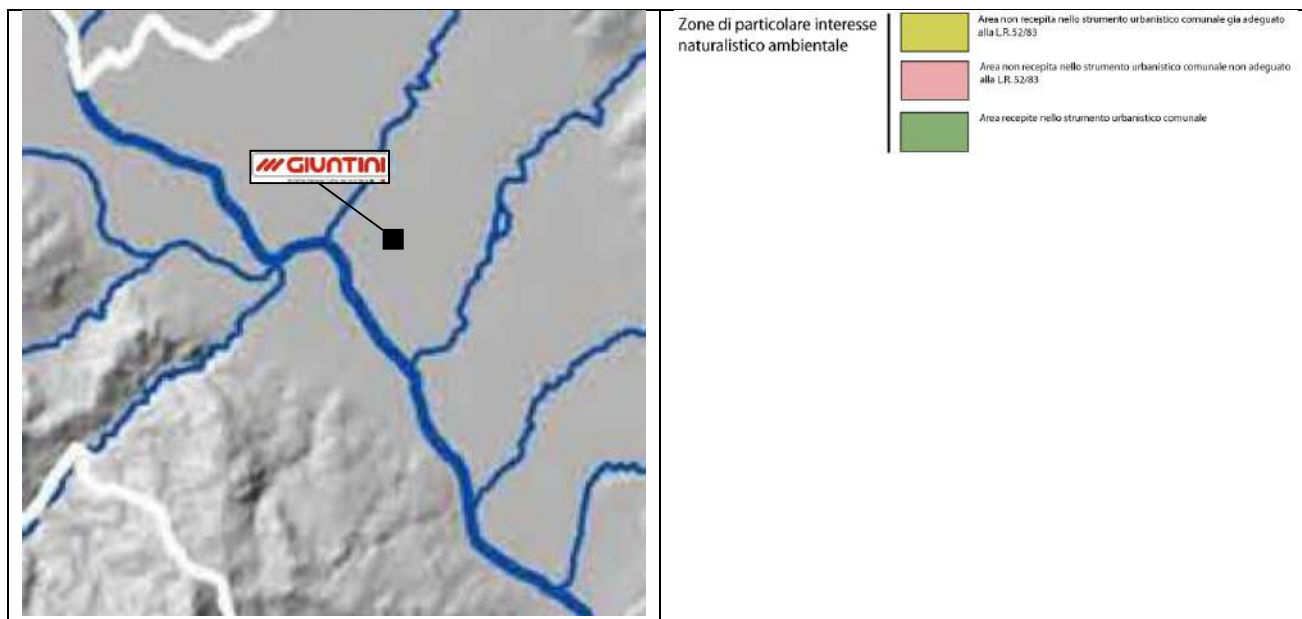 GIUNTINI
Zone di particolare interesse
naturalistico ambientale
Area non recepita nello strumento urbanistico comunale gia adeguato
alla L.R.52/83
Area non recepita nello strumento urbanistico comunale non adeguato
alla L.R.52/83
Area recepite nello strumento urbanistico comunale